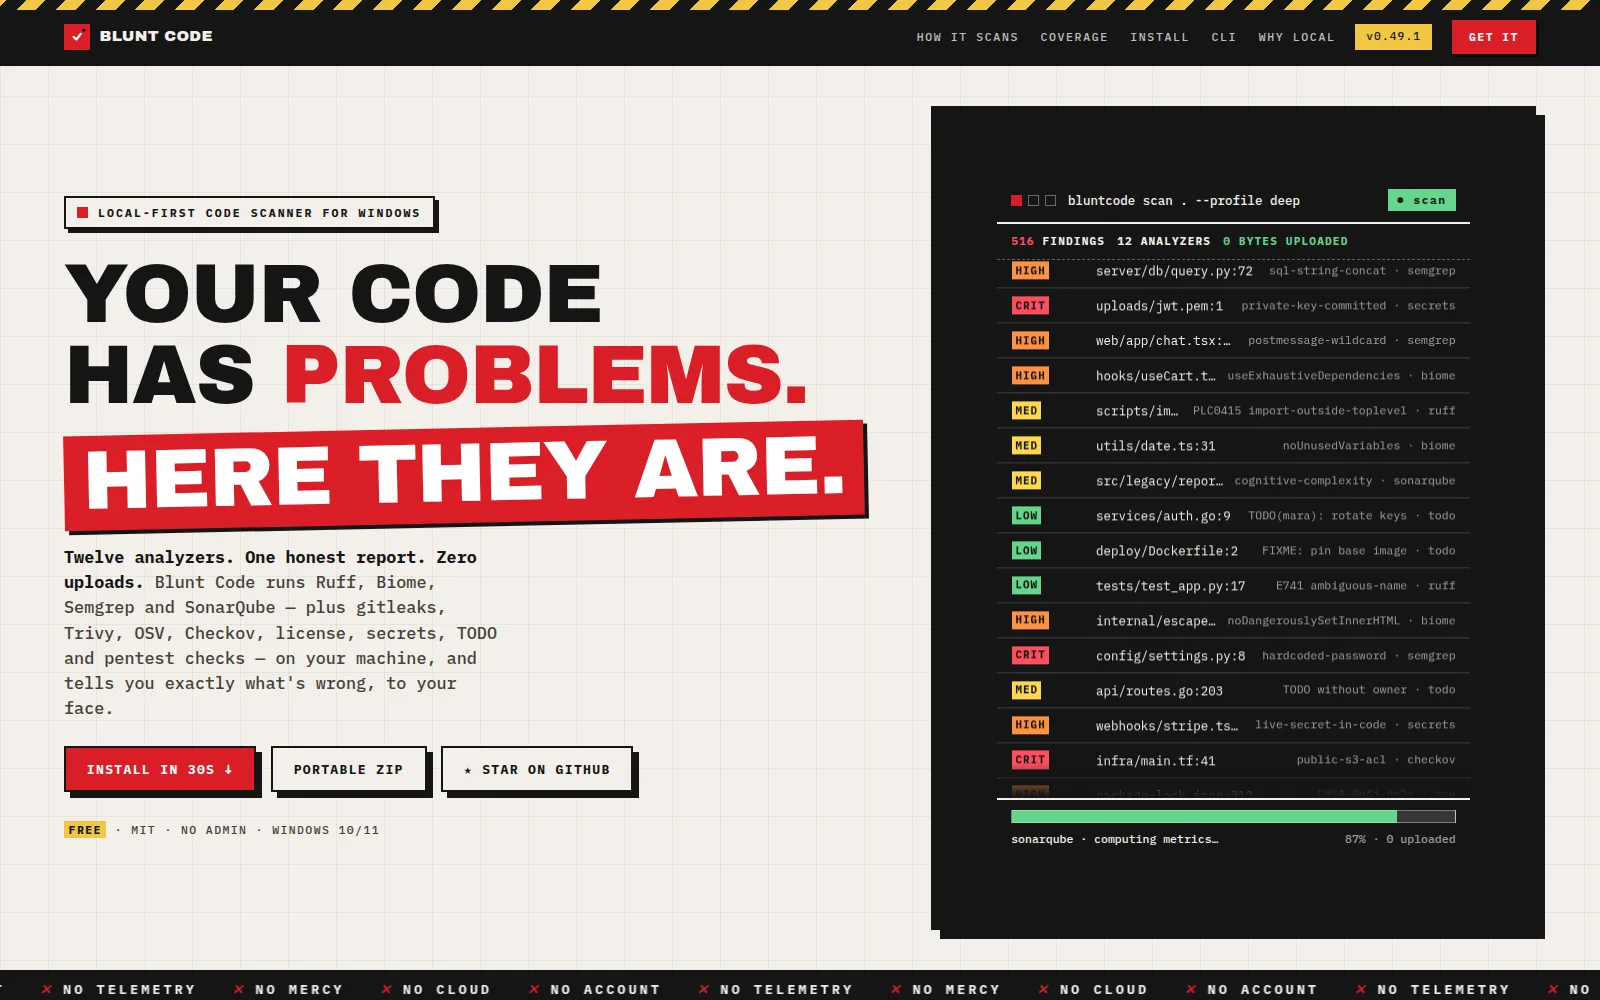 BLUNT CODE
HOW IT SCANS COVERAGE INSTALL CLI WHY LOCAL v0.49.1 GET IT
LOCAL-FIRST CODE SCANNER FOR WINDOWS
YOUR CODE
HAS PROBLEMS.
HERE THEY ARE.
Twelve analyzers. One honest report. Zero
uploads. Blunt Code runs Ruff, Biome,
Semgrep and SonarQube — plus gitleaks,
Trivy, OSV, Checkov, license, secrets, TODO
and pentest checks — on your machine, and
tells you exactly what's wrong, to your
face.
INSTALL IN 30S ↓ PORTABLE ZIP ★ STAR ON GITHUB
FREE · MIT · NO ADMIN · WINDOWS 10/11
bluntcode scan . --profile deep ● scan
516 FINDINGS 12 ANALYZERS 0 BYTES UPLOADED
HIGH server/db/query.py:72 sql-string-concat · semgrep
CRIT uploads/jwt.pem:1 private-key-committed · secrets
HIGH web/app/chat.tsx:… postmessage-wildcard · semgrep
HIGH hooks/useCart.t… useExhaustiveDependencies · biome
MED scripts/im… PLC0415 import-outside-toplevel · ruff
MED utils/date.ts:31 noUnusedVariables · biome
MED src/legacy/repor… cognitive-complexity · sonarqube
LOW services/auth.go:9 TODO(mara): rotate keys · todo
LOW deploy/Dockerfile:2 FIXME: pin base image · todo
LOW tests/test_app.py:17 E741 ambiguous-name · ruff
HIGH internal/escape… noDangerouslySetInnerHTML · biome
CRIT config/settings.py:8 hardcoded-password · semgrep
MED api/routes.go:203 TODO without owner · todo
HIGH webhooks/stripe.ts… live-secret-in-code · secrets
CRIT infra/main.tf:41 public-s3-acl · checkov
HIGH package-lock.json:312
sonarqube · computing metrics… 87% · 0 uploaded
✕ NO TELEMETRY ✕ NO MERCY ✕ NO CLOUD ✕ NO ACCOUNT ✕ NO TELEMETRY ✕ NO MERCY ✕ NO CLOUD ✕ NO ACCOUNT ✕ NO TELEMETRY ✕ NO